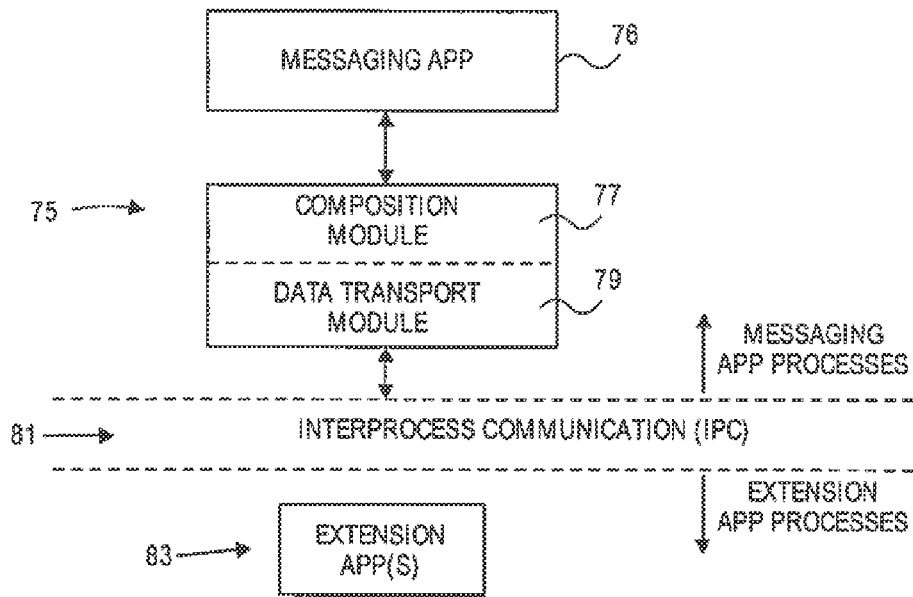 MESSAGING APP
76
75
COMPOSITION
MODULE
77
DATA TRANSPORT
MODULE
79
MESSAGING
APP PROCESSES
81
INTERPROCESS COMMUNICATION (IPC)
EXTENSION
APP PROCESSES
83
EXTENSION
APP(S)